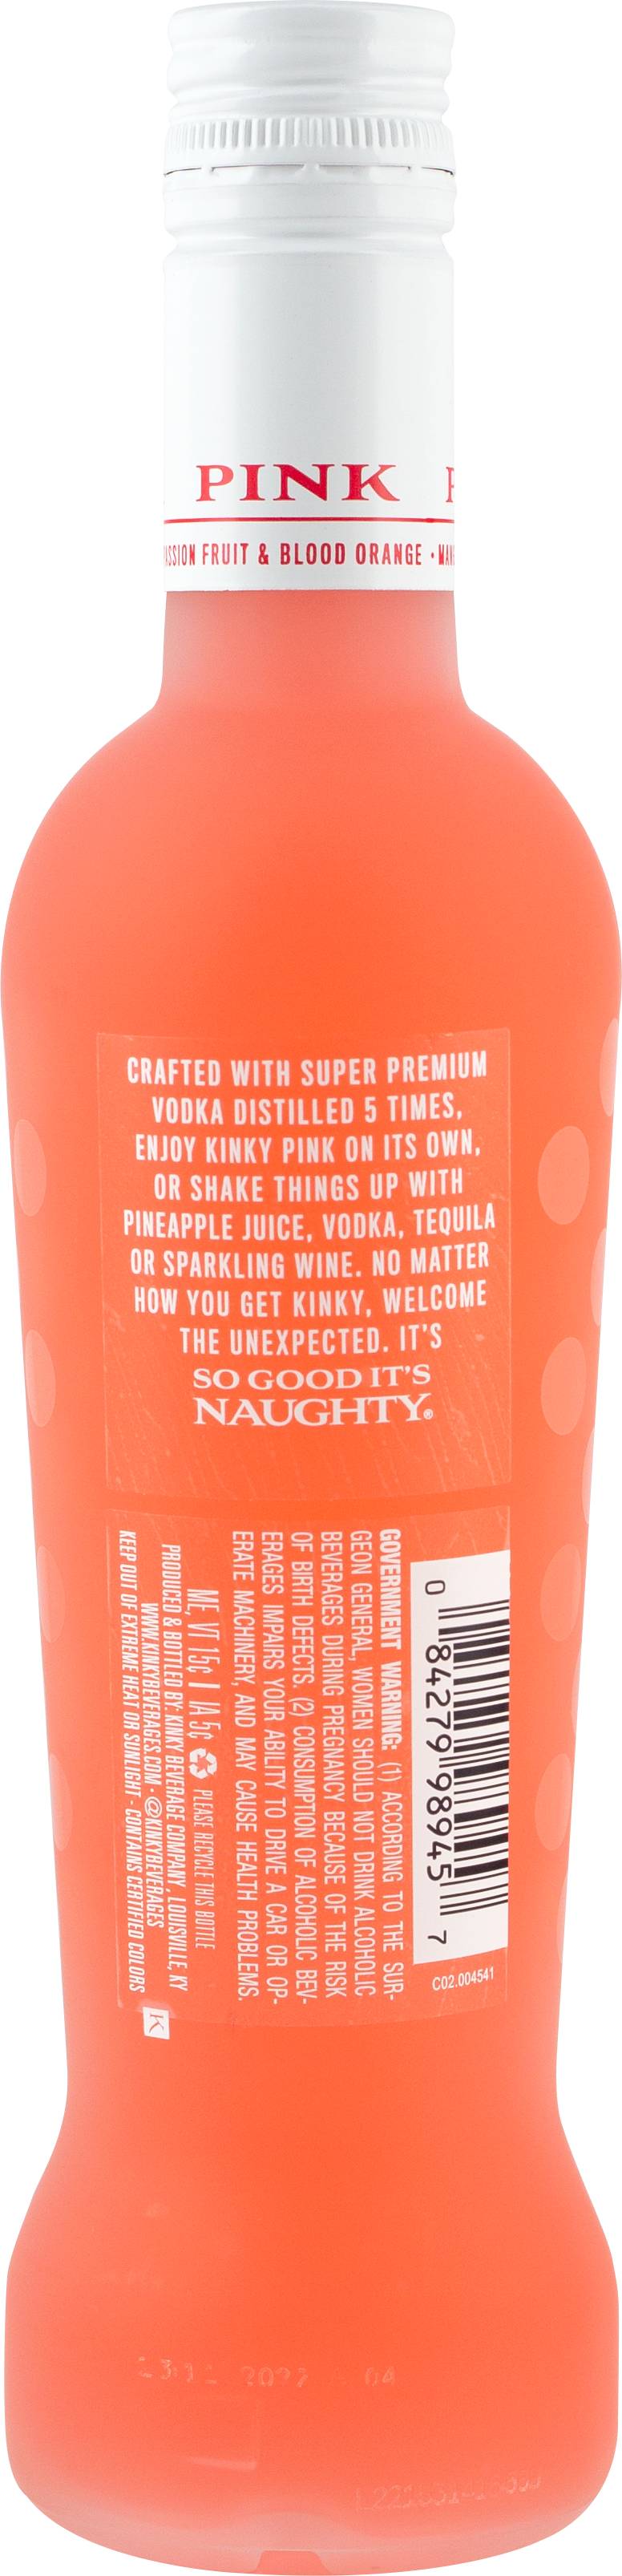 PINK
FRUIT & BLOOD ORANGE •
CRAFTED WITH SUPER PREMIUM
VODKA DISTILLED 5 TIMES,
ENJOY KINKY PINK ON ITS OWN,
OR SHAKE THINGS UP WITH
PINEAPPLE JUICE, VODKA, TEQUILA
OR SPARKLING WINE. NO MATTER
HOW YOU GET KINKY, WELCOME
THE UNEXPECTED. IT'S
SO GOOD IT'S
NAUGHTY®
0 84279 98945 7
C02.004541
GOVERNMENT WARNING: (1) ACCORDING TO THE SUR-
GEON GENERAL, WOMEN SHOULD NOT DRINK ALCOHOLIC
BEVERAGES DURING PREGNANCY BECAUSE OF THE RISK
OF BIRTH DEFECTS. (2) CONSUMPTION OF ALCOHOLIC BEV-
ERAGES IMPAIRS YOUR ABILITY TO DRIVE A CAR OR OP-
ERATE MACHINERY, AND MAY CAUSE HEALTH PROBLEMS.
ME, VT 15¢ | IA 5¢ PLEASE RECYCLE THIS BOTTLE
PRODUCED & BOTTLED BY: KINKY BEVERAGE COMPANY, LOUISVILLE, KY
WWW.KINKYBEVERAGES.COM • @KINKYBEVERAGES
KEEP OUT OF EXTREME HEAT OR SUNLIGHT - CONTAINS CERTIFIED COLORS
K